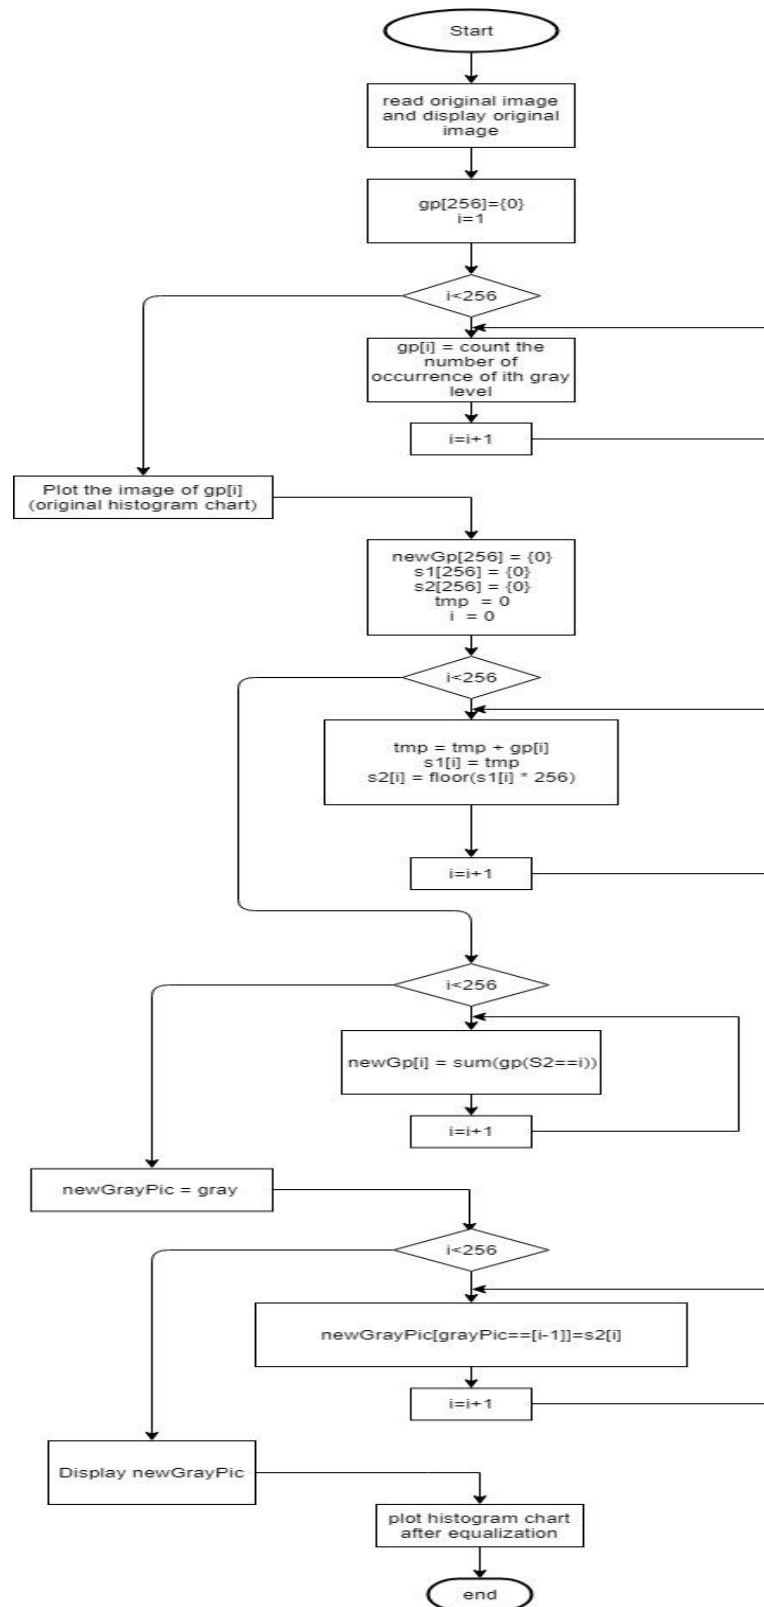 Start
read original image
and display original
image
gp[256]={0}
i=1
i<256
gp[i] = count the
number of
occurrence of ith gray
level
i=i+1
Plot the image of gp[i]
(original histogram chart)
newGp[256] = {0}
s1[256] = {0}
s2[256] = {0}
tmp = 0
i = 0
i<256
tmp = tmp + gp[i]
s1[i] = tmp
s2[i] = floor(s1[i] * 256)
i=i+1
i<256
newGp[i] = sum(gp(S2==i))
i=i+1
newGrayPic = gray
i<256
newGrayPic[grayPic==[i-1]]=s2[i]
i=i+1
Display newGrayPic
plot histogram chart
after equalization
end